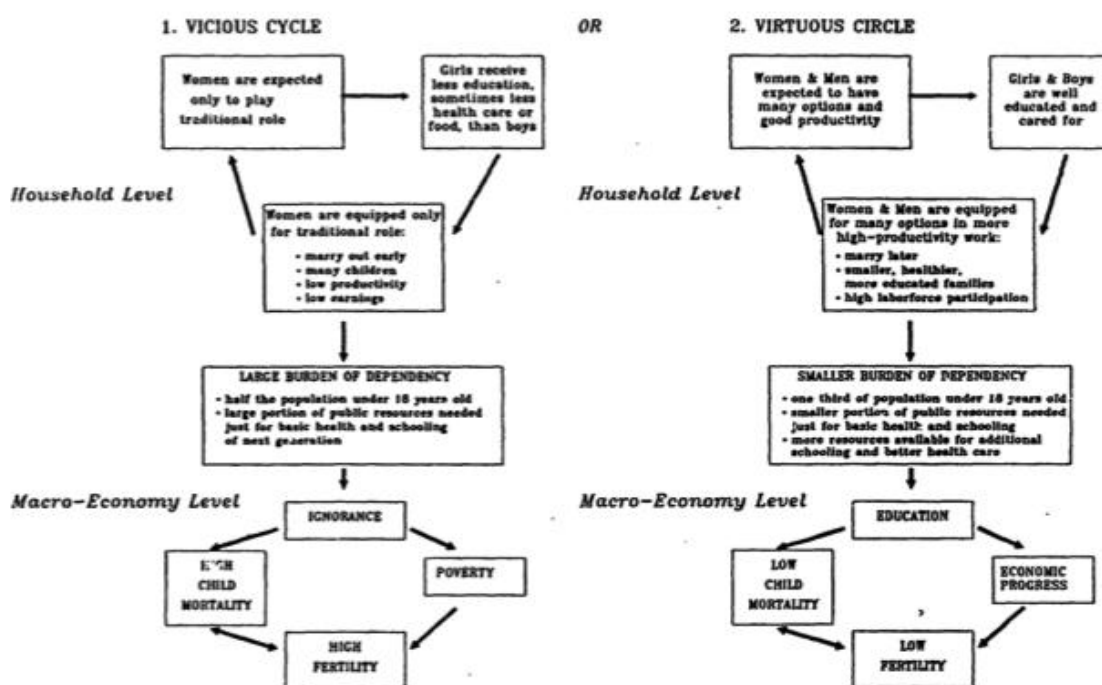 1. VICIOUS CYCLE
OR
2. VIRTUOUS CIRCLE
Women are expected
only to play
traditional role
Girls receive
less education,
sometimes less
health care or
food, than boys
Women & Men are
expected to have
many options and
good productivity
Girls & Boys
are well
educated and
cared for
Household Level
Household Level
Women are equipped only
for traditional role:
• marry out early
• many children
• low productivity
• low earnings
Women & Men are equipped
for many options in more
high-productivity work:
• marry later
• smaller, healthier,
more educated families
• high laborforce participation
LARGE BURDEN OF DEPENDENCY
• half the population under 16 years old
• large portion of public resources needed
just for basic health and schooling
of next generation
SMALLER BURDEN OF DEPENDENCY
• one third of population under 16 years old
• smaller portion of public resources needed
just for basic health and schooling
• more resources available for additional
schooling and better health care
Macro-Economy Level
Macro-Economy Level
IGNORANCE
HIGH
CHILD
MORTALITY
POVERTY
HIGH
FERTILITY
EDUCATION
LOW
CHILD
MORTALITY
ECONOMIC
PROGRESS
LOW
FERTILITY